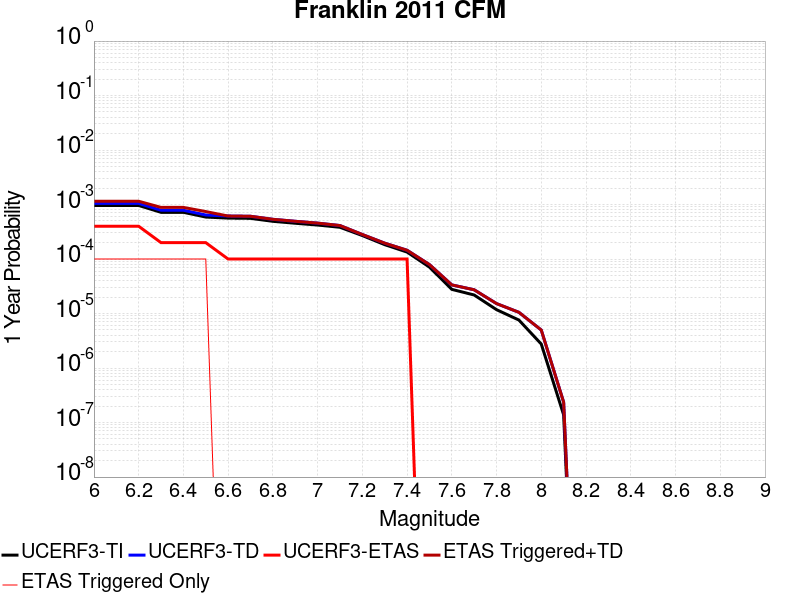 Franklin 2011 CFM
10^0
10^-1
10^-2
10^-3
10^-4
10^-5
10^-6
10^-7
10^-8
1 Year Probability
6 6.2 6.4 6.6 6.8 7 7.2 7.4 7.6 7.8 8 8.2 8.4 8.6 8.8 9
Magnitude
UCERF3-TI UCERF3-TD UCERF3-ETAS ETAS Triggered+TD
ETAS Triggered Only